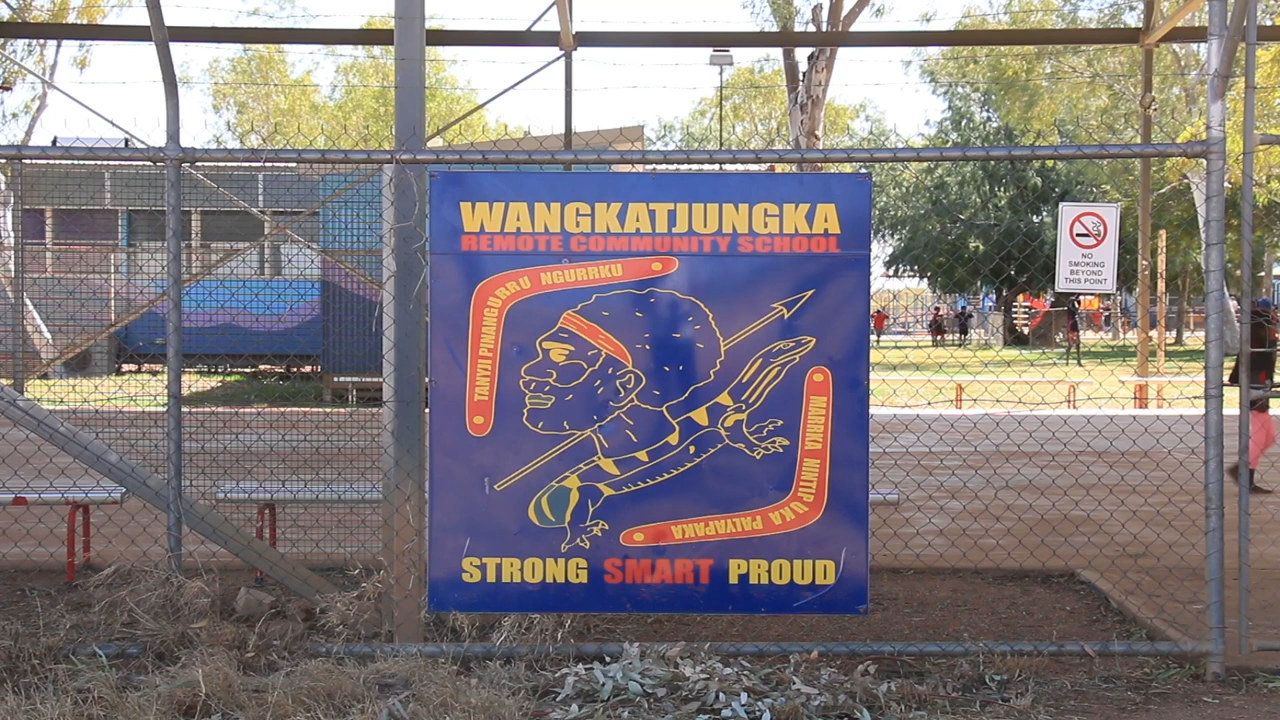 WANGKATJUNGKA
REMOTE COMMUNITY SCHOOL
TANYJI PINANGURRU NGURRKU
MARRKA NINTIPUKA PALYAPAKA
STRONG SMART PROUD
NO
SMOKING
BEYOND
THIS POINT